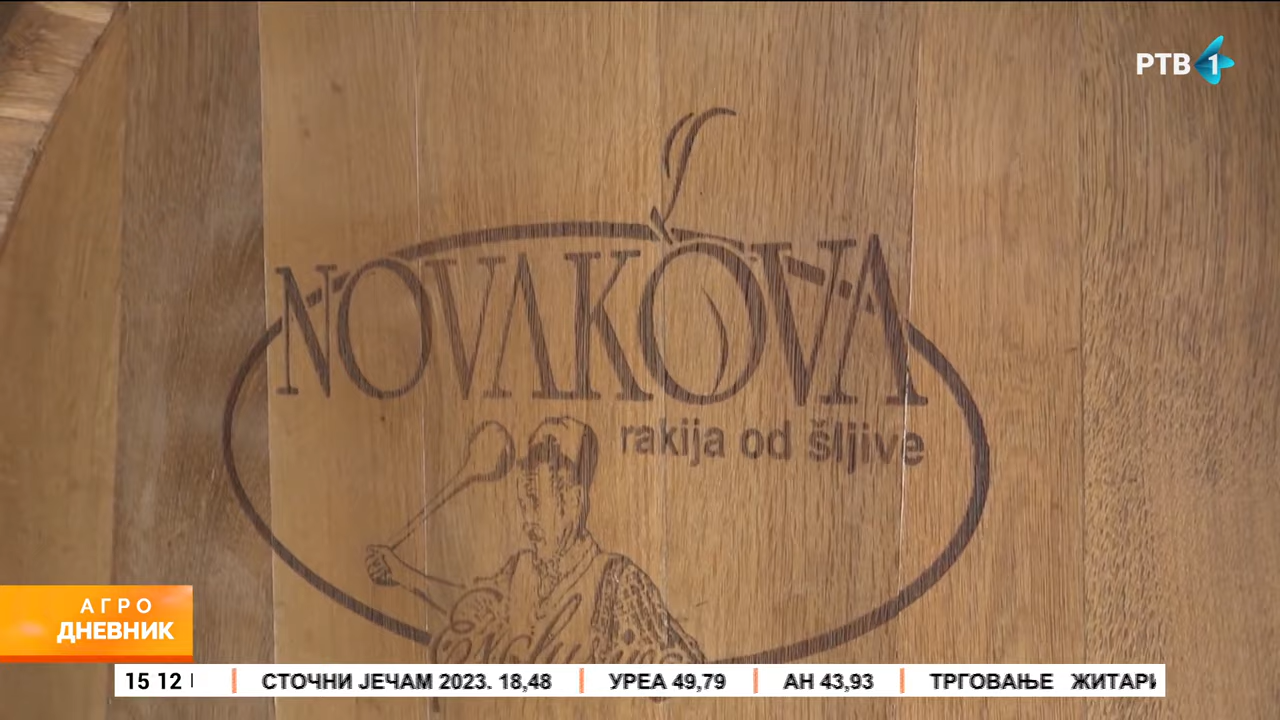 РТВ 1
NOVAKOVA
rakija od šljive
АГРО
ДНЕВНИК
15 12 | СТОЧНИ ЈЕЧАМ 2023. 18,48 | УРЕА 49,79 | АН 43,93 | ТРГОВАЊЕ